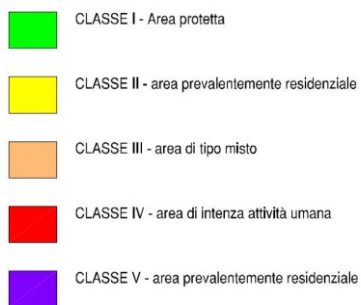 CLASSE I - Area protetta
CLASSE II - area prevalentemente residenziale
CLASSE III - area di tipo misto
CLASSE IV - area di intenza attività umana
CLASSE V - area prevalentemente residenziale